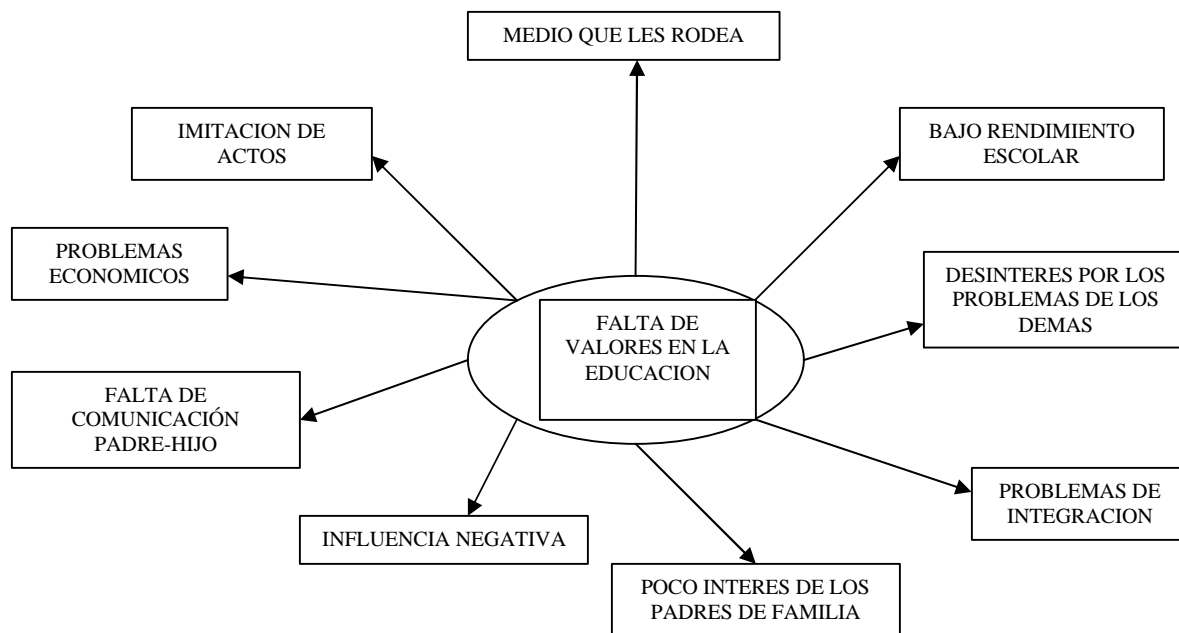 MEDIO QUE LES RODEA
IMITACION DE
ACTOS
BAJO RENDIMIENTO
ESCOLAR
PROBLEMAS
ECONOMICOS
DESINTERES POR LOS
PROBLEMAS DE LOS
DEMAS
FALTA DE
VALORES EN LA
EDUCACION
FALTA DE
COMUNICACIÓN
PADRE-HIJO
PROBLEMAS DE
INTEGRACION
INFLUENCIA NEGATIVA
POCO INTERES DE LOS
PADRES DE FAMILIA